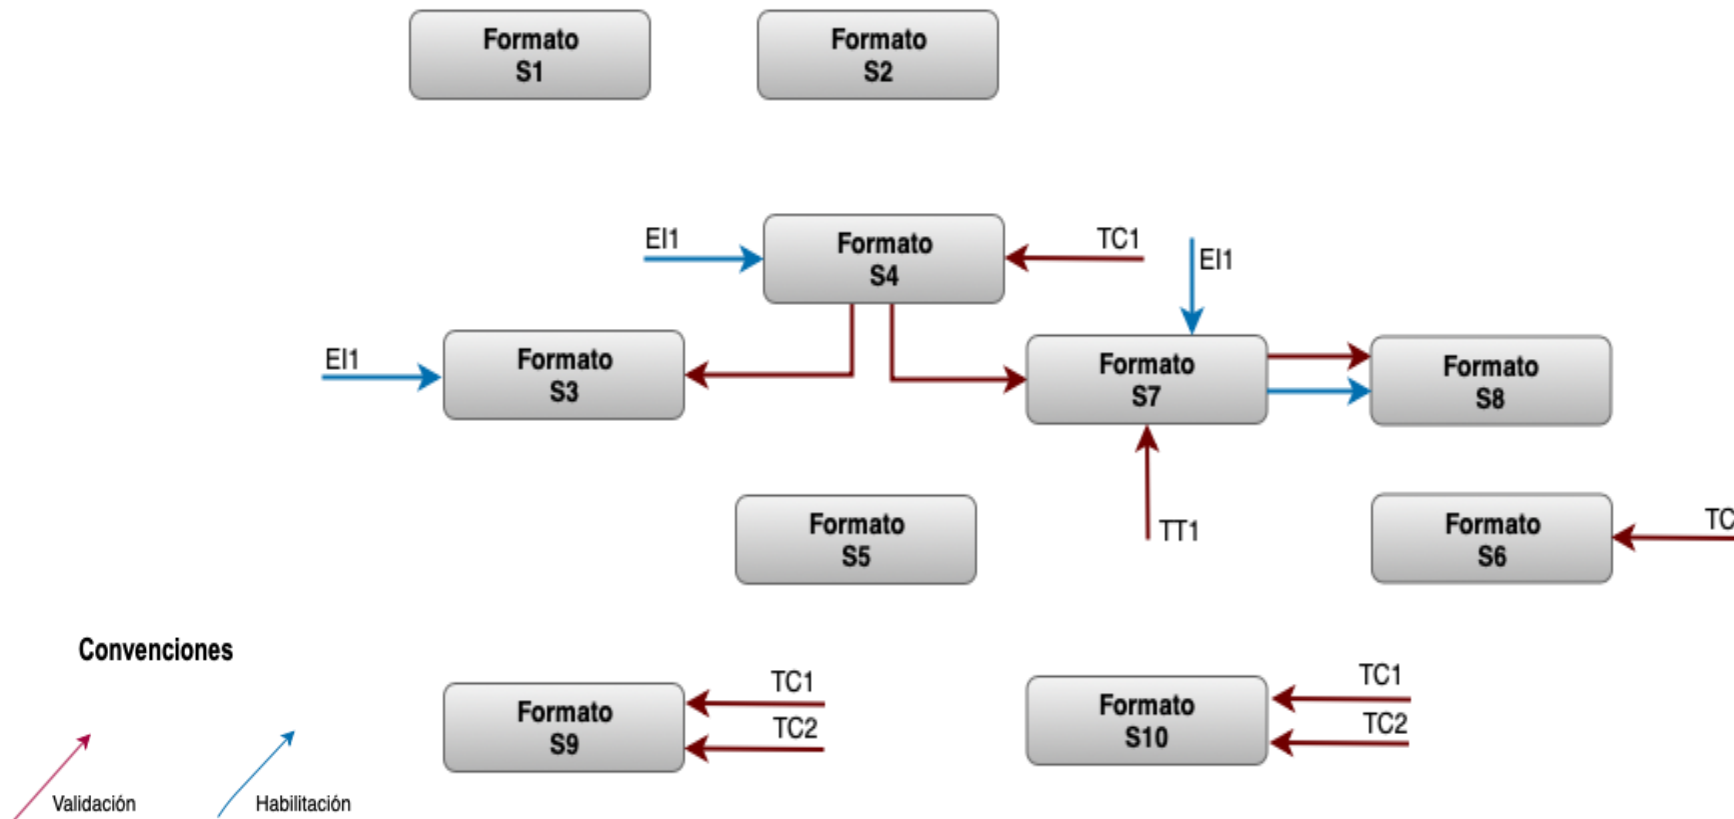 Formato
S1
Formato
S2
EI1
Formato
S4
TC1
EI1
EI1
Formato
S3
Formato
S7
Formato
S8
Formato
S5
TT1
Formato
S6
TC
Convenciones
Formato
S9
TC1
TC2
Formato
S10
TC1
TC2
Validación
Habilitación